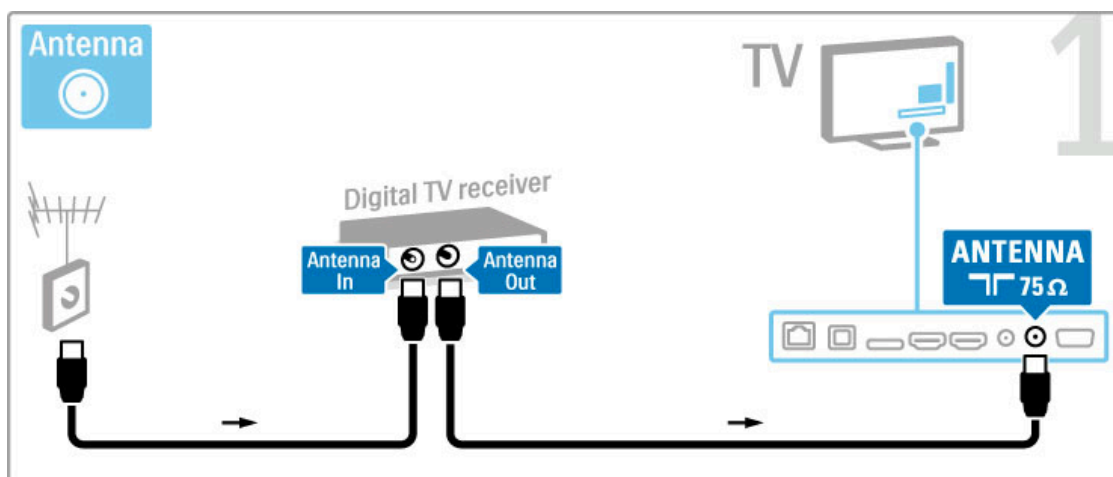 Antenna
TV
1
Digital TV receiver
Antenna
In
Antenna
Out
ANTENNA
75 Ω